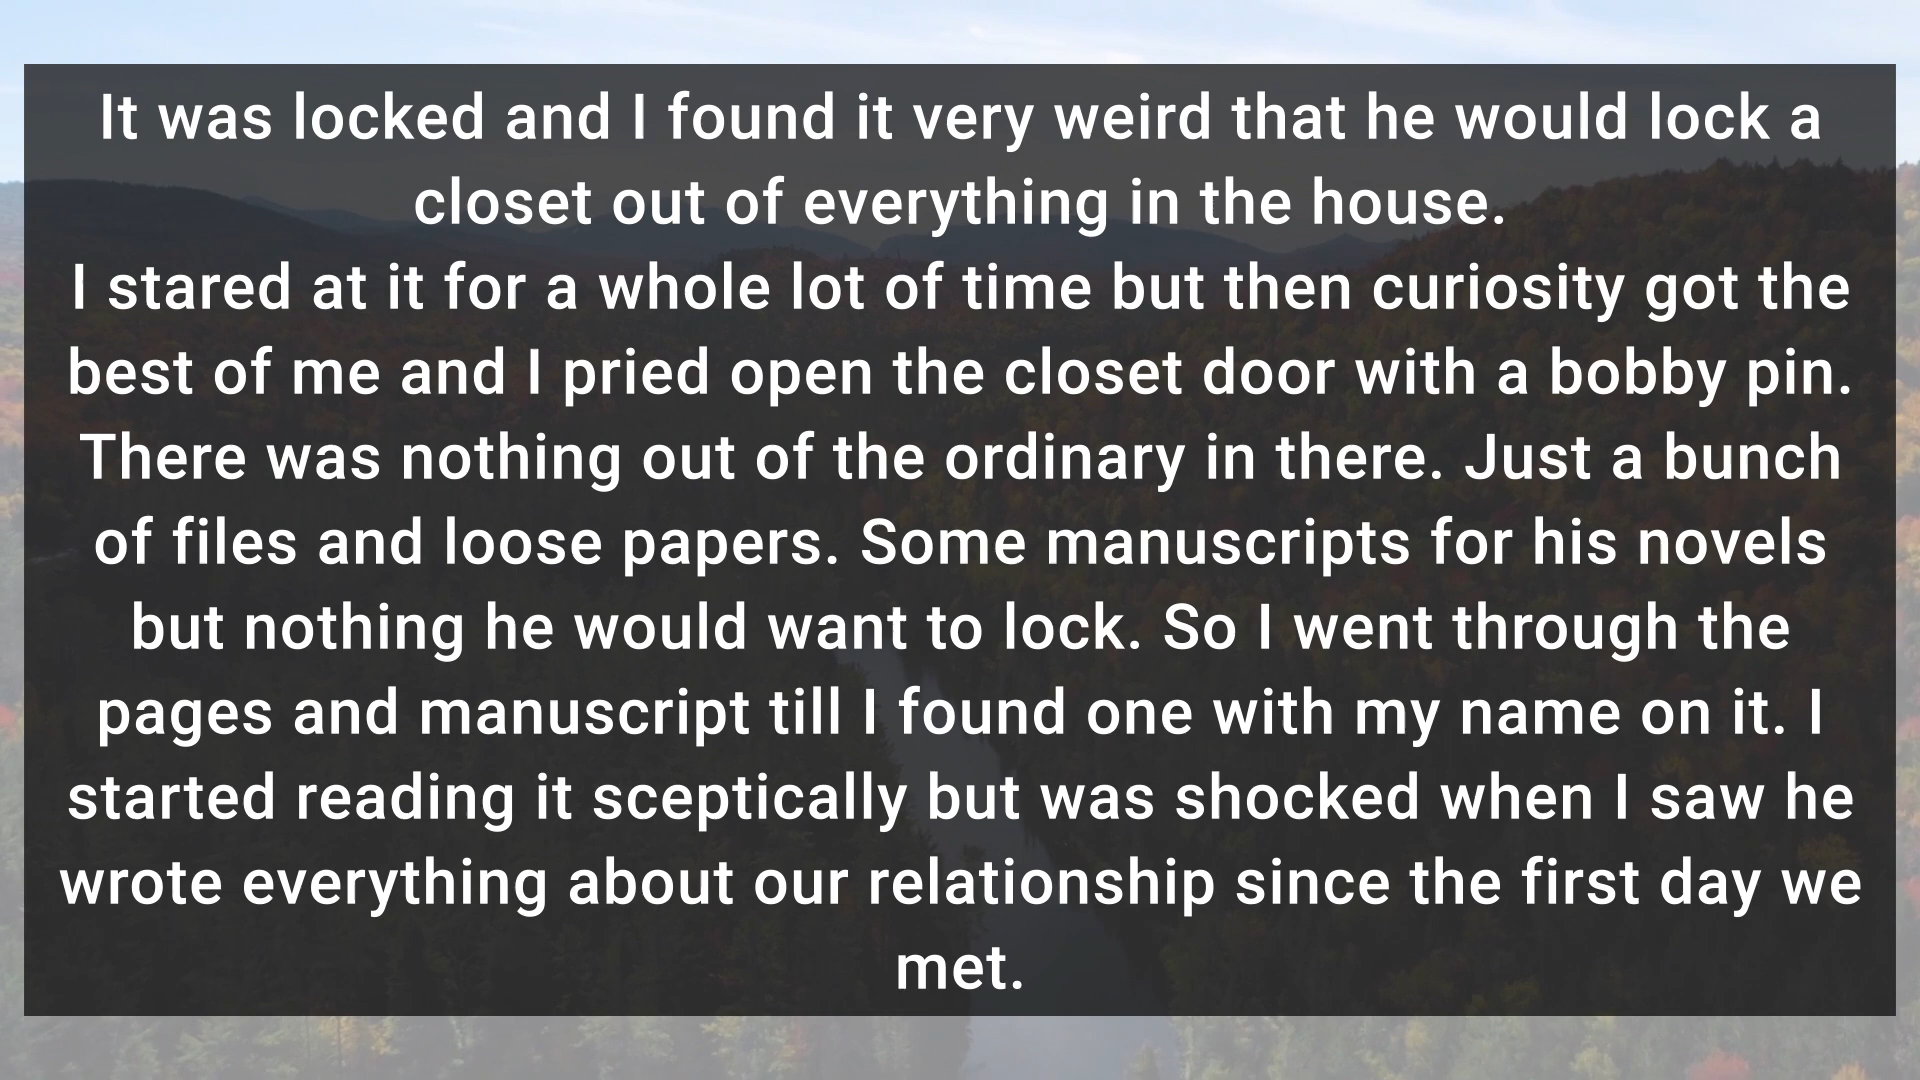 It was locked and I found it very weird that he would lock a
closet out of everything in the house.
I stared at it for a whole lot of time but then curiosity got the
best of me and I pried open the closet door with a bobby pin.
There was nothing out of the ordinary in there. Just a bunch
of files and loose papers. Some manuscripts for his novels
but nothing he would want to lock. So I went through the
pages and manuscript till I found one with my name on it. I
started reading it sceptically but was shocked when I saw he
wrote everything about our relationship since the first day we
met.